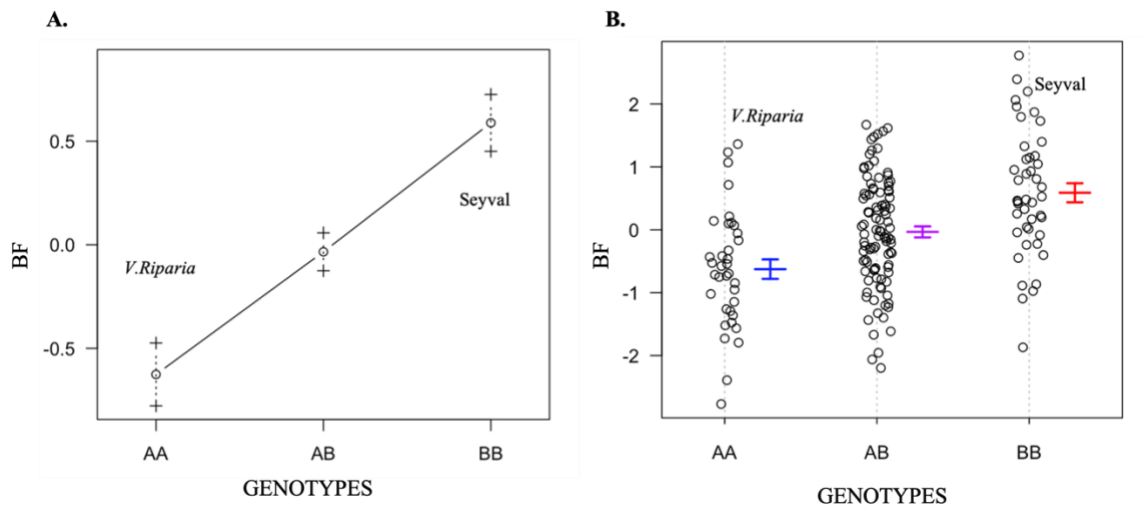 A.
BF
0.5
0.0
-0.5
V.Riparia
Seyval
AA
AB
BB
GENOTYPES
B.
BF
2
1
0
-1
-2
V.Riparia
Seyval
AA
AB
BB
GENOTYPES